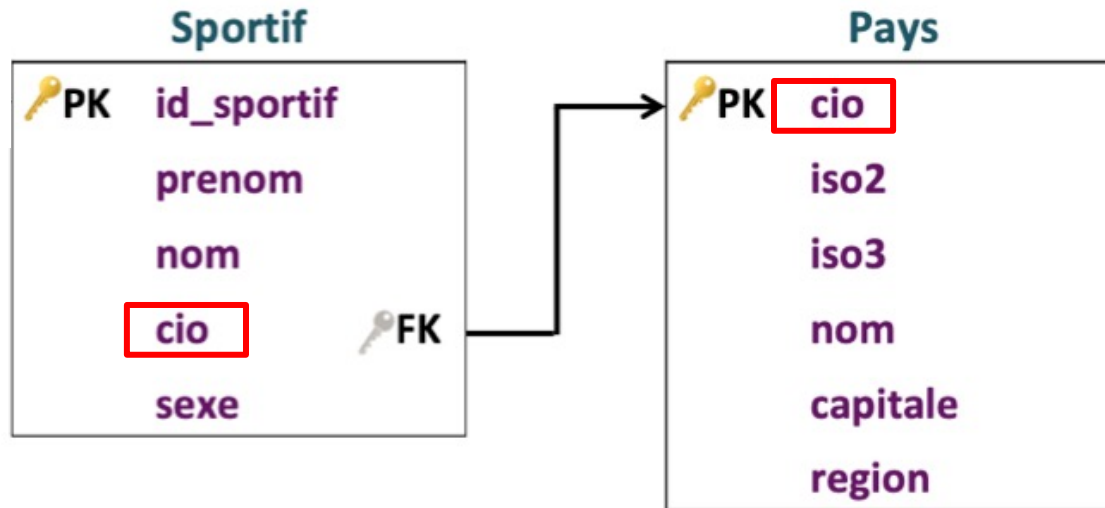 Sportif
PK id_sportif
prenom
nom
cio FK
sexe
Pays
PK cio
iso2
iso3
nom
capitale
region